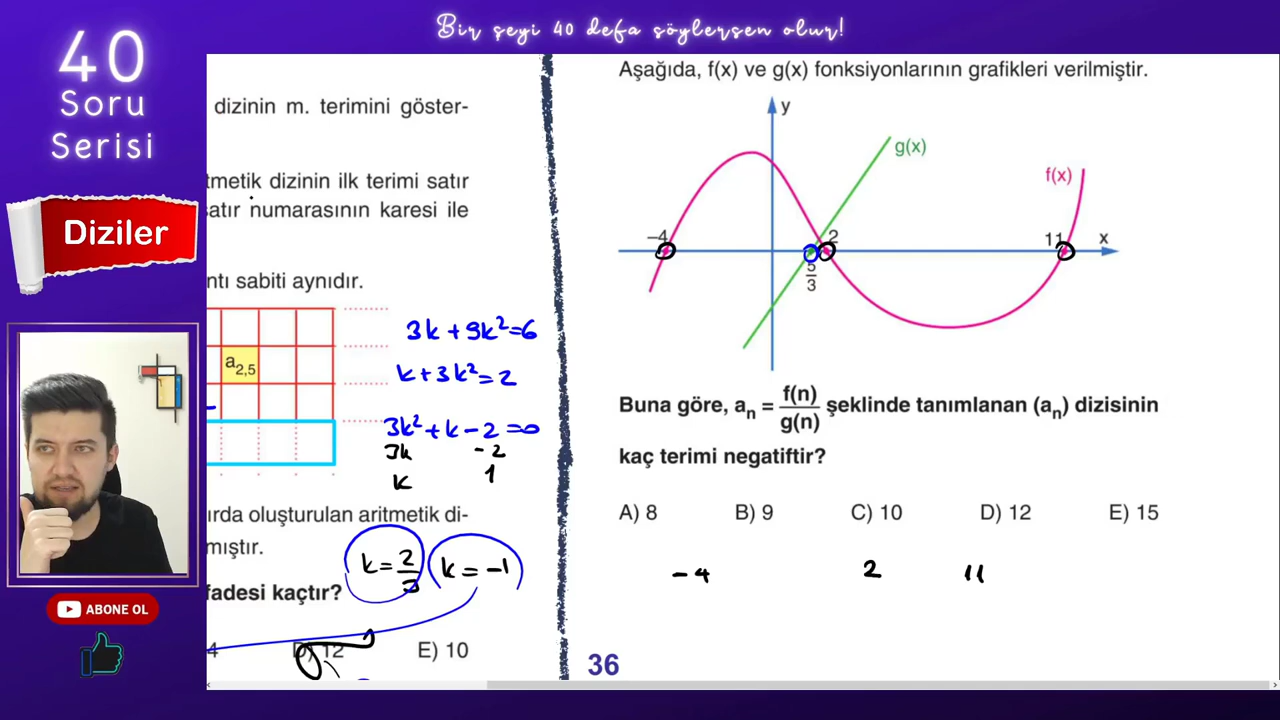 Bir şeyi 40 defa söylersen olur!
40
Soru
Serisi
Diziler
ABONE OL
dizinin m. terimini göster-
tmetik dizinin ilk terimi satır
satır numarasının karesi ile
ntı sabiti aynıdır.
a2,5
3k + 9k² = 6
k + 3k² = 2
3k² + k - 2 = 0
3k -2
k 1
ırda oluşturulan aritmetik di-
mıştır.
k = 2/3 k = -1
fadesi kaçtır?
4 D) 12 E) 10
Aşağıda, f(x) ve g(x) fonksiyonlarının grafikleri verilmiştir.
y
g(x)
f(x)
–4 2 11 x
5/3
Buna göre, an = f(n)/g(n) şeklinde tanımlanan (an) dizisinin
kaç terimi negatiftir?
A) 8 B) 9 C) 10 D) 12 E) 15
-4 2 11
36